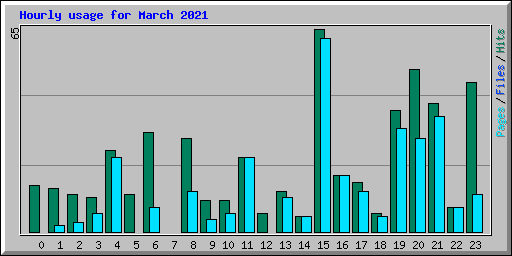 Hourly usage for March 2021
65
Pages/Files/Hits
0 1 2 3 4 5 6 7 8 9 10 11 12 13 14 15 16 17 18 19 20 21 22 23